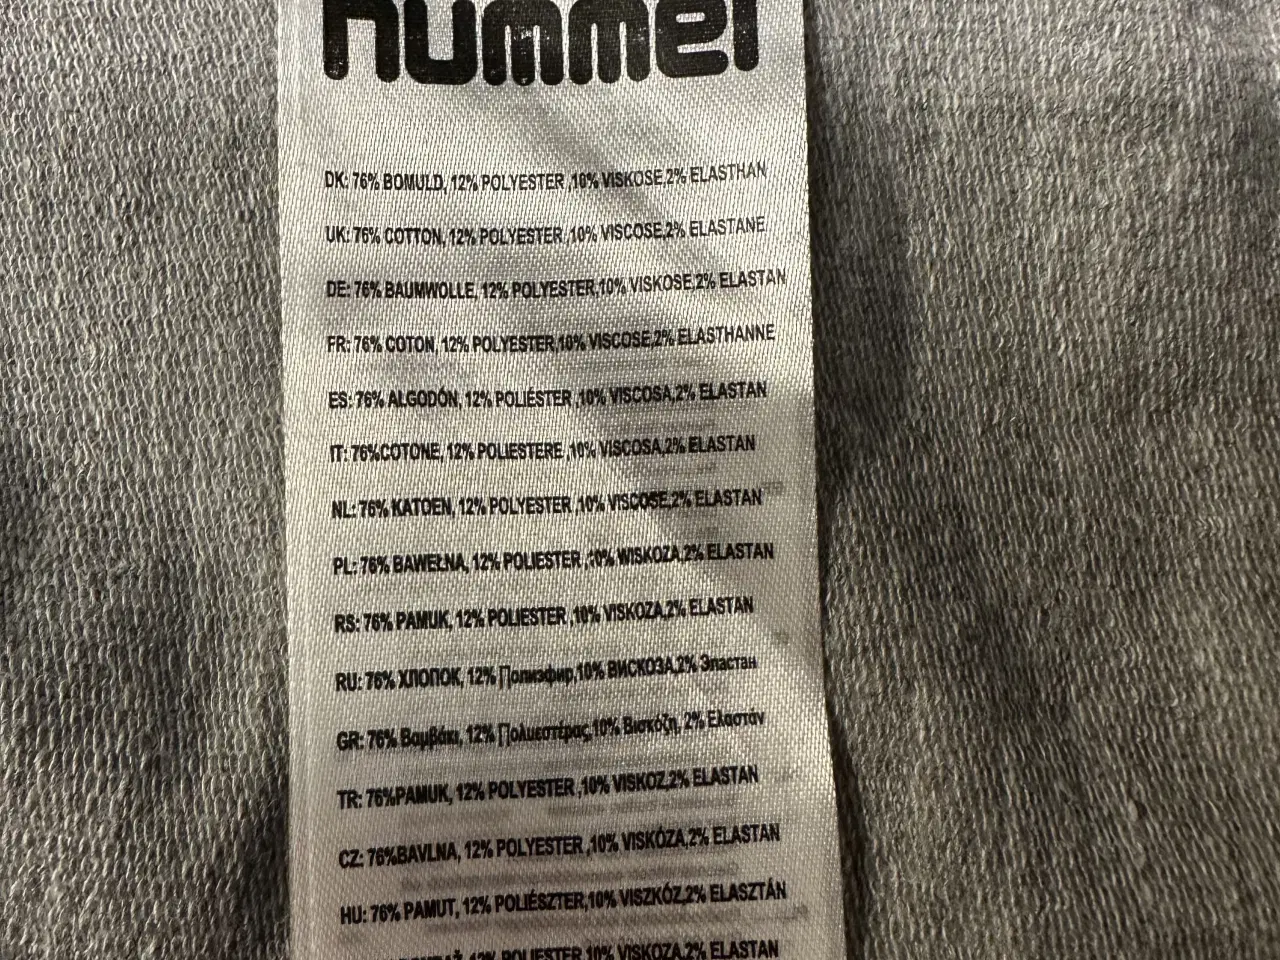 hummel
DK: 76% BOMULD, 12% POLYESTER ,10% VISKOSE,2% ELASTHAN
UK: 76% COTTON, 12% POLYESTER ,10% VISCOSE,2% ELASTANE
DE: 76% BAUMWOLLE, 12% POLYESTER,10% VISKOSE,2% ELASTAN
FR: 76% COTON, 12% POLYESTER,10% VISCOSE,2% ELASTHANNE
ES: 76% ALGODÓN, 12% POLIÉSTER ,10% VISCOSA,2% ELASTAN
IT: 76%COTONE, 12% POLIESTERE ,10% VISCOSA,2% ELASTAN
NL: 76% KATOEN, 12% POLYESTER ,10% VISCOSE,2% ELASTAN
PL: 76% BAWEŁNA, 12% POLIESTER ,10% WISKOZA,2% ELASTAN
RS: 76% PAMUK, 12% POLIESTER ,10% VISKOZA,2% ELASTAN
RU: 76% ХЛОПОК, 12% Полиэфир,10% ВИСКОЗА,2% Эластан
GR: 76% Βαμβάκι, 12% Πολυεστέρας,10% Βισκόζη, 2% Ελαστάν
TR: 76%PAMUK, 12% POLYESTER ,10% VISKOZ,2% ELASTAN
CZ: 76%BAVLNA, 12% POLYESTER ,10% VISKÓZA,2% ELASTAN
HU: 76% PAMUT, 12% POLIÉSZTER,10% VISZKÓZ,2% ELASZTÁN
12% POLIESTER 10% VISKOZA,2% ELASTAN